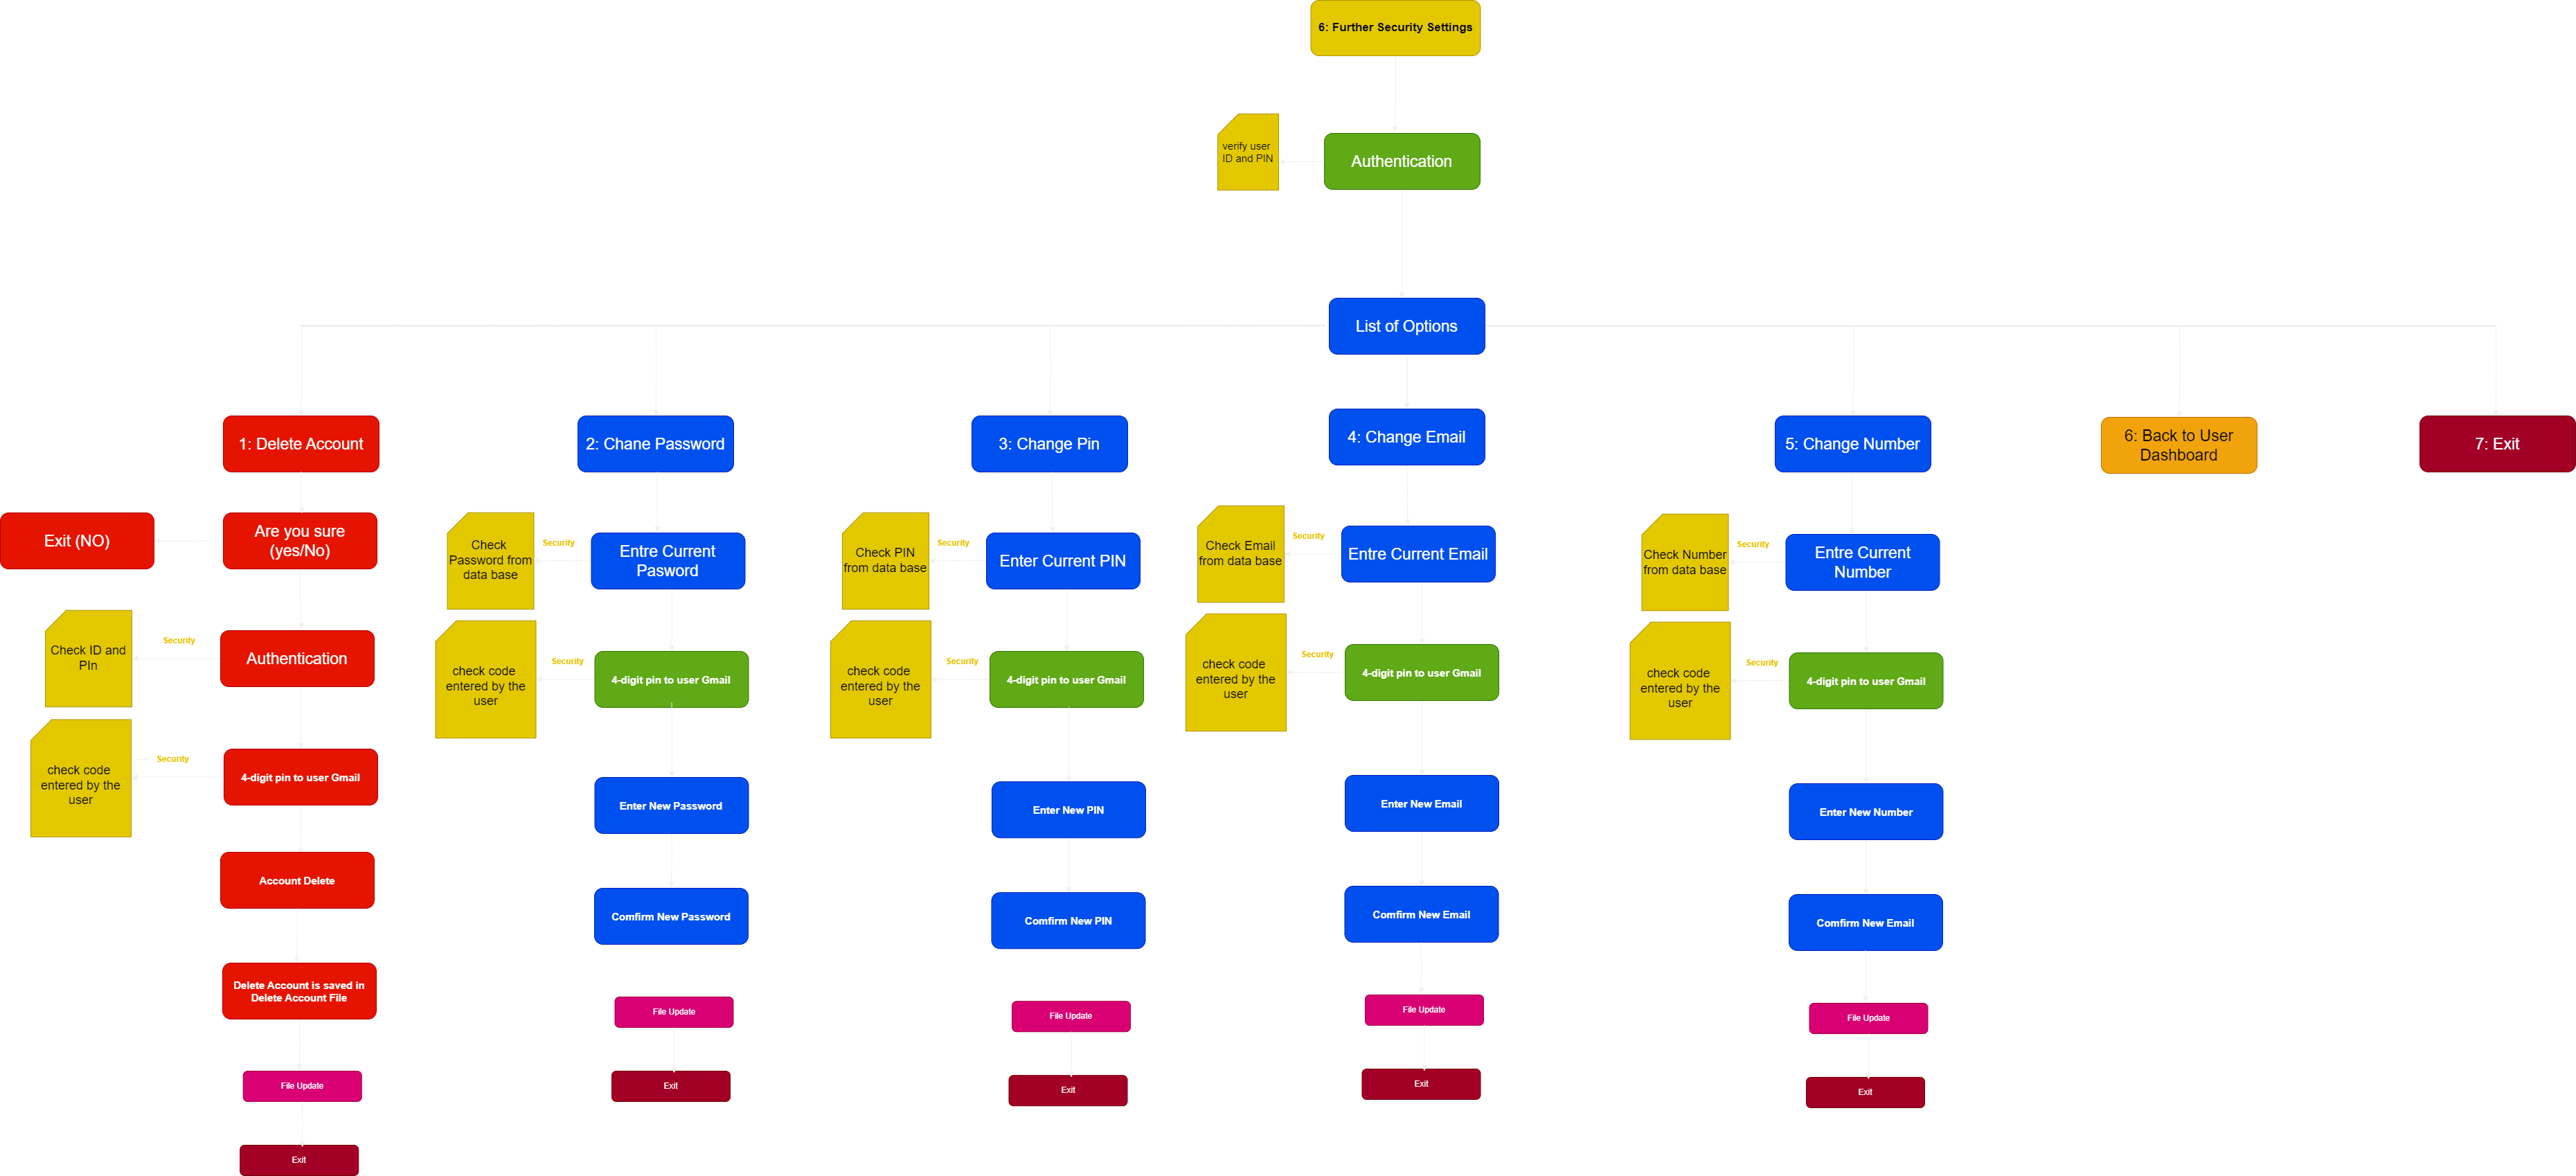 6: Further Security Settings
verify user
ID and PIN
Authentication
List of Options
1: Delete Account
2: Chane Password
3: Change Pin
4: Change Email
5: Change Number
6: Back to User
Dashboard
7: Exit
Exit (NO)
Are you sure
(yes/No)
Security
Check ID and
PIn
Authentication
Security
check code
entered by the
user
4-digit pin to user Gmail
Account Delete
Delete Account is saved in
Delete Account File
File Update
Exit
Check
Password from
data base
Security
Entre Current
Pasword
check code
entered by the
user
Security
4-digit pin to user Gmail
Enter New Password
Comfirm New Password
File Update
Exit
Check PIN
from data base
Security
Enter Current PIN
check code
entered by the
user
Security
4-digit pin to user Gmail
Enter New PIN
Comfirm New PIN
File Update
Exit
Check Email
from data base
Security
Entre Current Email
check code
entered by the
user
Security
4-digit pin to user Gmail
Enter New Email
Comfirm New Email
File Update
Exit
Check Number
from data base
Security
Entre Current
Number
check code
entered by the
user
Security
4-digit pin to user Gmail
Enter New Number
Comfirm New Email
File Update
Exit